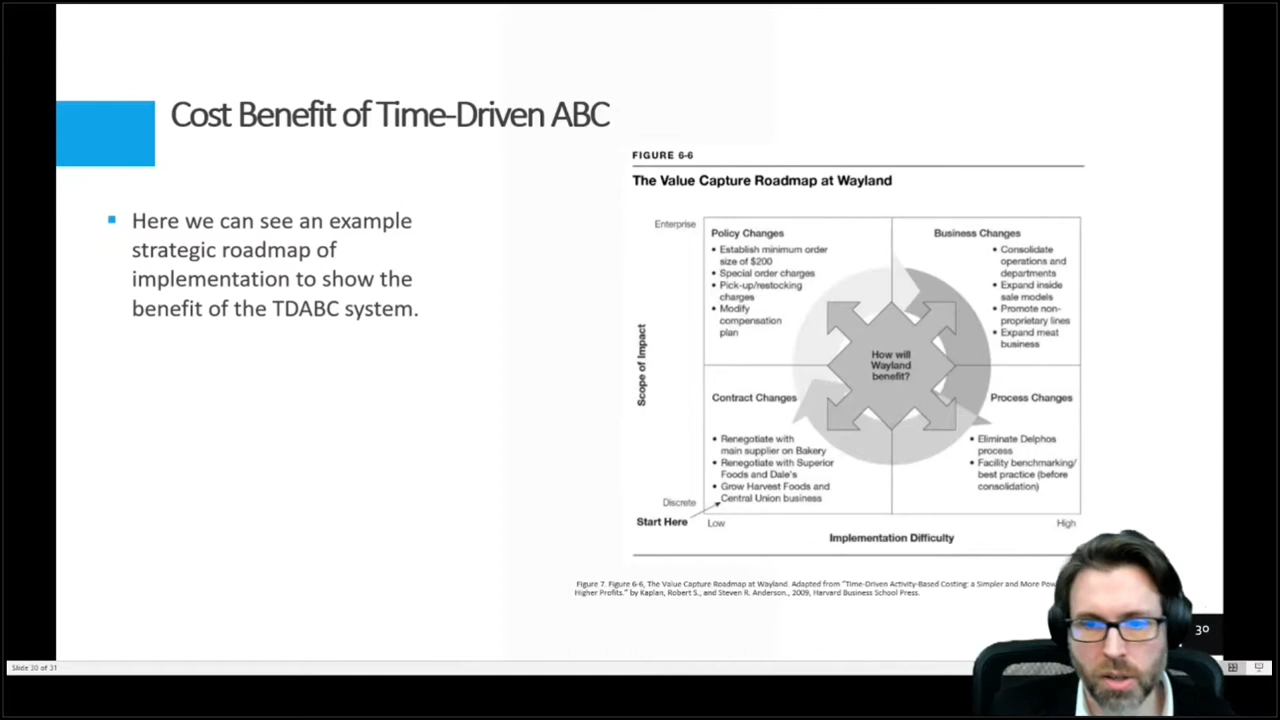 Cost Benefit of Time-Driven ABC
Here we can see an example
strategic roadmap of
implementation to show the
benefit of the TDABC system.
FIGURE 6-6
The Value Capture Roadmap at Wayland
Enterprise
Scope of Impact
Discrete
Policy Changes
• Establish minimum order
size of $200
• Special order charges
• Pick-up/restocking
charges
• Modify
compensation
plan
Business Changes
• Consolidate
operations and
departments
• Expand inside
sale models
• Promote non-
proprietary lines
• Expand meat
business
How will
Wayland
benefit?
Contract Changes
• Renegotiate with
main supplier on Bakery
• Renegotiate with Superior
Foods and Dale's
• Grow Harvest Foods and
Central Union business
Process Changes
• Eliminate Delphos
process
• Facility benchmarking/
best practice (before
consolidation)
Start Here
Low
High
Implementation Difficulty
Figure 7. Figure 6-6, The Value Capture Roadmap at Wayland. Adapted from "Time-Driven Activity-Based Costing: a Simpler and More
Higher Profits." by Kaplan, Robert S., and Steven R. Anderson., 2009, Harvard Business School Press.
30
Slide 30 of 31